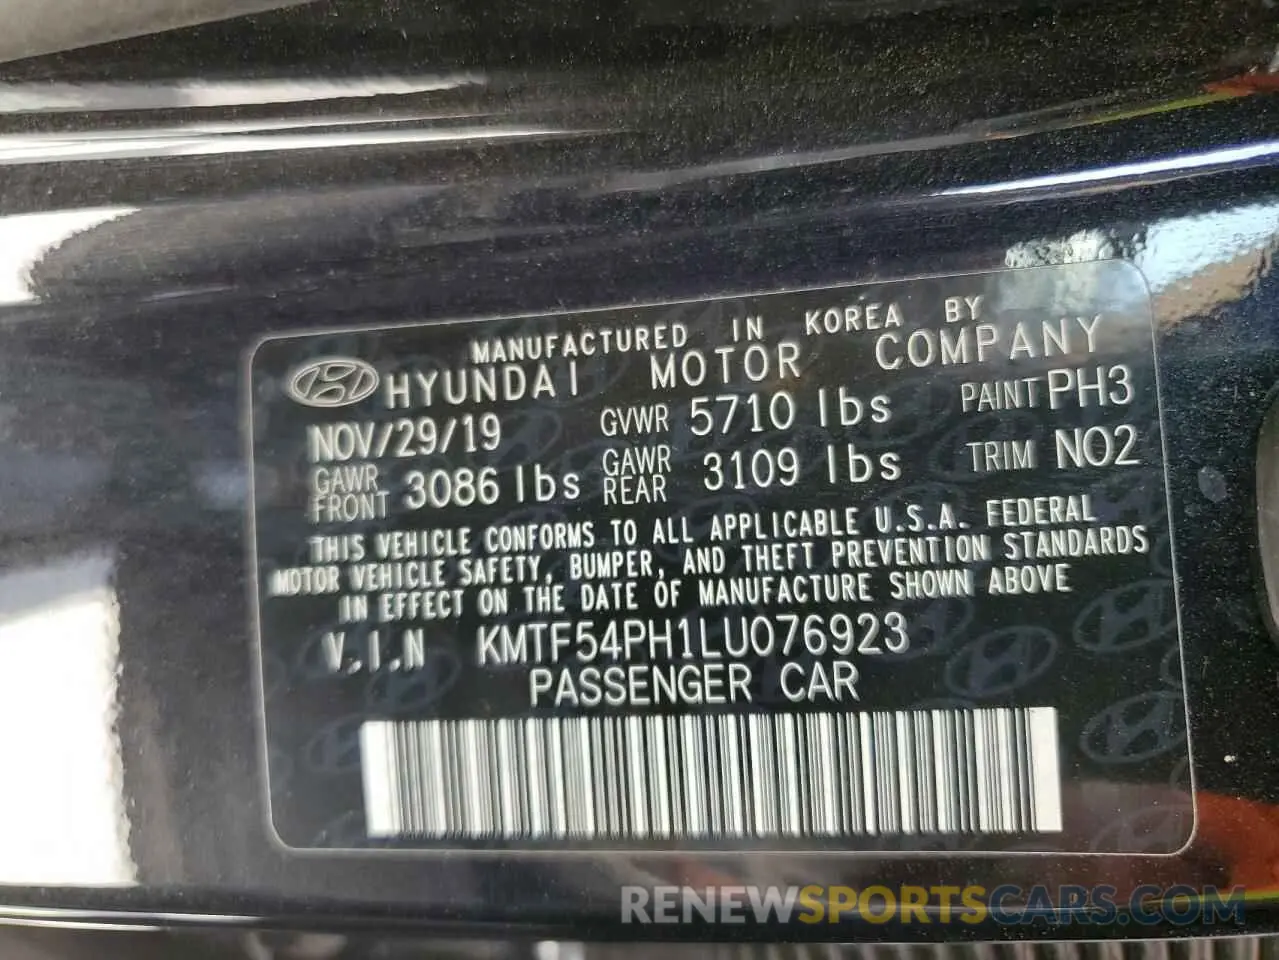 MANUFACTURED IN KOREA BY
HYUNDAI MOTOR COMPANY
NOV/29/19 GVWR 5710 lbs PAINT PH3
GAWR FRONT 3086 lbs GAWR REAR 3109 lbs TRIM NO2
THIS VEHICLE CONFORMS TO ALL APPLICABLE U.S.A. FEDERAL
MOTOR VEHICLE SAFETY, BUMPER, AND THEFT PREVENTION STANDARDS
IN EFFECT ON THE DATE OF MANUFACTURE SHOWN ABOVE
V.I.N KMTF54PH1LU076923
PASSENGER CAR
RENEWSPORTSCARS.COM